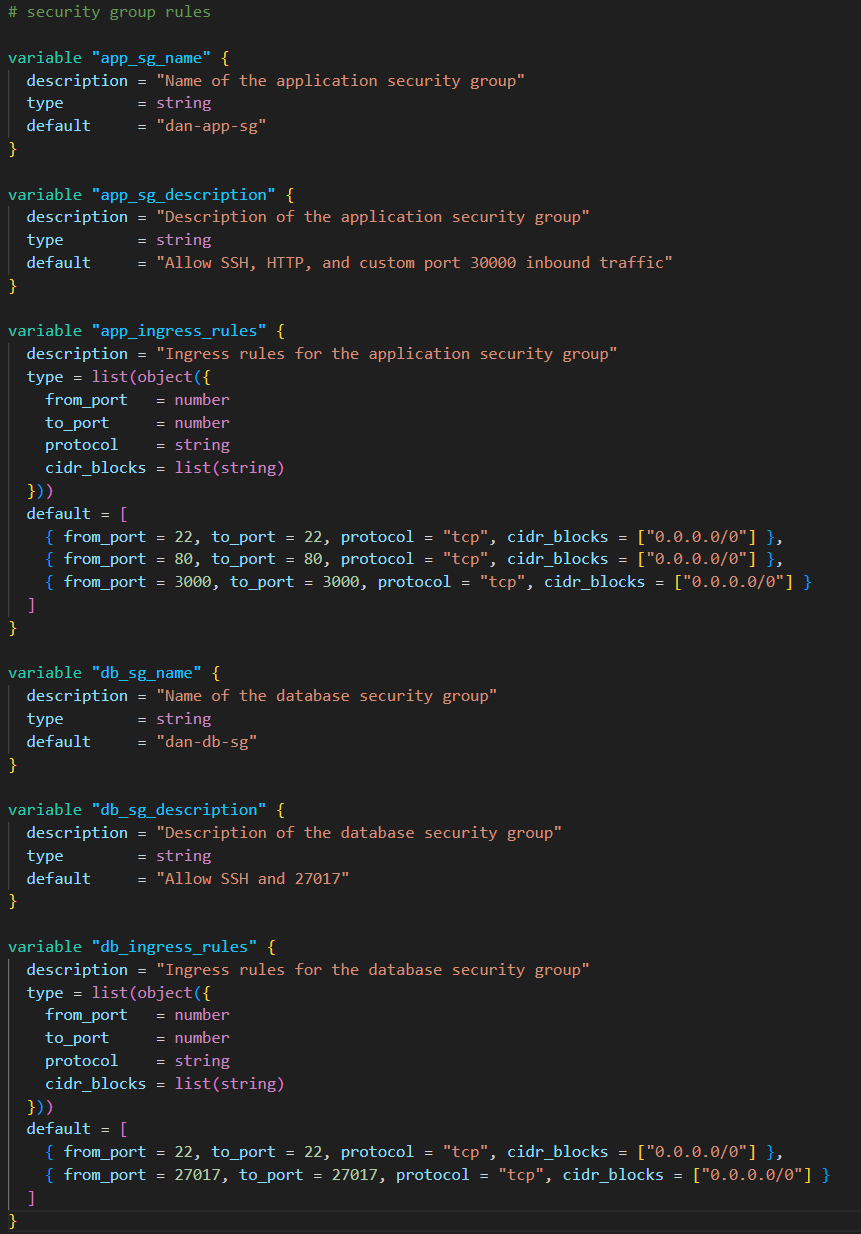 # security group rules

variable "app_sg_name" {
  description = "Name of the application security group"
  type        = string
  default     = "dan-app-sg"
}

variable "app_sg_description" {
  description = "Description of the application security group"
  type        = string
  default     = "Allow SSH, HTTP, and custom port 30000 inbound traffic"
}

variable "app_ingress_rules" {
  description = "Ingress rules for the application security group"
  type = list(object({
    from_port   = number
    to_port     = number
    protocol    = string
    cidr_blocks = list(string)
  }))
  default = [
    { from_port = 22, to_port = 22, protocol = "tcp", cidr_blocks = ["0.0.0.0/0"] },
    { from_port = 80, to_port = 80, protocol = "tcp", cidr_blocks = ["0.0.0.0/0"] },
    { from_port = 3000, to_port = 3000, protocol = "tcp", cidr_blocks = ["0.0.0.0/0"] }
  ]
}

variable "db_sg_name" {
  description = "Name of the database security group"
  type        = string
  default     = "dan-db-sg"
}

variable "db_sg_description" {
  description = "Description of the database security group"
  type        = string
  default     = "Allow SSH and 27017"
}

variable "db_ingress_rules" {
  description = "Ingress rules for the database security group"
  type = list(object({
    from_port   = number
    to_port     = number
    protocol    = string
    cidr_blocks = list(string)
  }))
  default = [
    { from_port = 22, to_port = 22, protocol = "tcp", cidr_blocks = ["0.0.0.0/0"] },
    { from_port = 27017, to_port = 27017, protocol = "tcp", cidr_blocks = ["0.0.0.0/0"] }
  ]
}